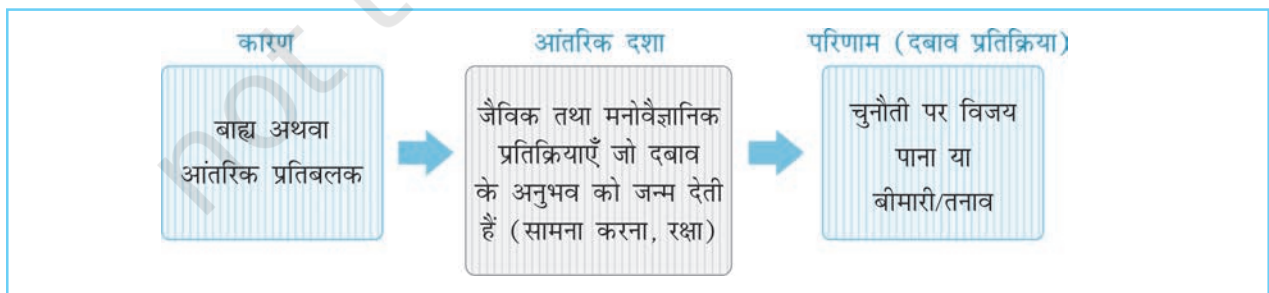 कारण
बाह्य अथवा
आंतरिक प्रतिबलक
आंतरिक दशा
जैविक तथा मनोवैज्ञानिक
प्रतिक्रियाएँ जो दबाव
के अनुभव को जन्म देती
हैं (सामना करना, रक्षा)
परिणाम (दबाव प्रतिक्रिया)
चुनौती पर विजय
पाना या
बीमारी/तनाव
not